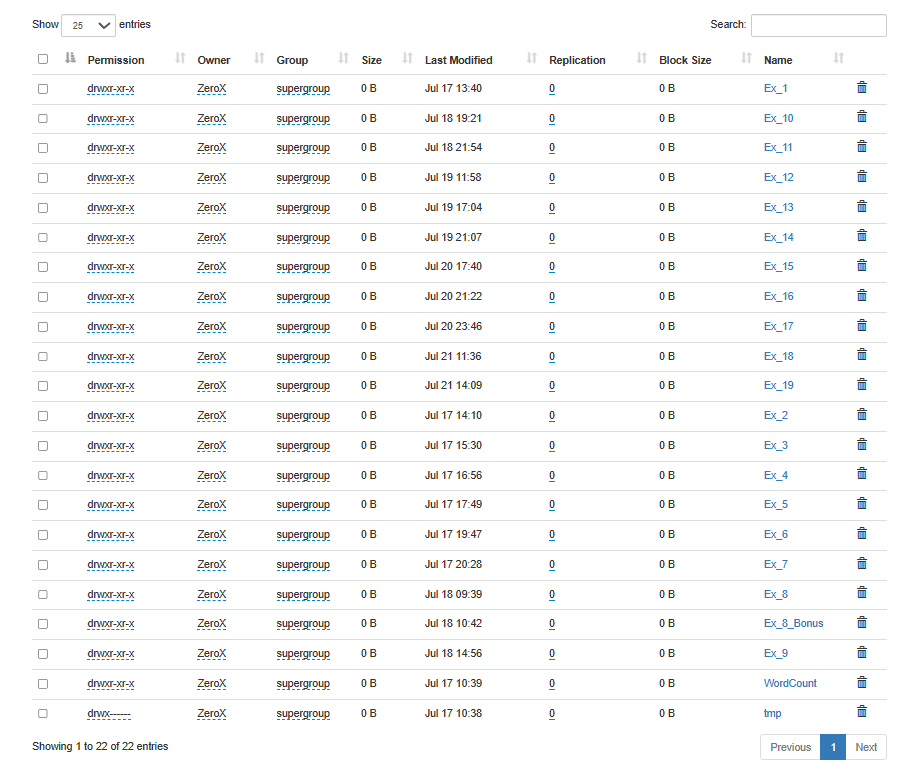 Show 25 entries Search:
Permission Owner Group Size Last Modified Replication Block Size Name
drwxr-xr-x ZeroX supergroup 0 B Jul 17 13:40 0 0 B Ex_1
drwxr-xr-x ZeroX supergroup 0 B Jul 18 19:21 0 0 B Ex_10
drwxr-xr-x ZeroX supergroup 0 B Jul 18 21:54 0 0 B Ex_11
drwxr-xr-x ZeroX supergroup 0 B Jul 19 11:58 0 0 B Ex_12
drwxr-xr-x ZeroX supergroup 0 B Jul 19 17:04 0 0 B Ex_13
drwxr-xr-x ZeroX supergroup 0 B Jul 19 21:07 0 0 B Ex_14
drwxr-xr-x ZeroX supergroup 0 B Jul 20 17:40 0 0 B Ex_15
drwxr-xr-x ZeroX supergroup 0 B Jul 20 21:22 0 0 B Ex_16
drwxr-xr-x ZeroX supergroup 0 B Jul 20 23:46 0 0 B Ex_17
drwxr-xr-x ZeroX supergroup 0 B Jul 21 11:36 0 0 B Ex_18
drwxr-xr-x ZeroX supergroup 0 B Jul 21 14:09 0 0 B Ex_19
drwxr-xr-x ZeroX supergroup 0 B Jul 17 14:10 0 0 B Ex_2
drwxr-xr-x ZeroX supergroup 0 B Jul 17 15:30 0 0 B Ex_3
drwxr-xr-x ZeroX supergroup 0 B Jul 17 16:56 0 0 B Ex_4
drwxr-xr-x ZeroX supergroup 0 B Jul 17 17:49 0 0 B Ex_5
drwxr-xr-x ZeroX supergroup 0 B Jul 17 19:47 0 0 B Ex_6
drwxr-xr-x ZeroX supergroup 0 B Jul 17 20:28 0 0 B Ex_7
drwxr-xr-x ZeroX supergroup 0 B Jul 18 09:39 0 0 B Ex_8
drwxr-xr-x ZeroX supergroup 0 B Jul 18 10:42 0 0 B Ex_8_Bonus
drwxr-xr-x ZeroX supergroup 0 B Jul 18 14:56 0 0 B Ex_9
drwxr-xr-x ZeroX supergroup 0 B Jul 17 10:39 0 0 B WordCount
drwx------ ZeroX supergroup 0 B Jul 17 10:38 0 0 B tmp
Showing 1 to 22 of 22 entries Previous 1 Next